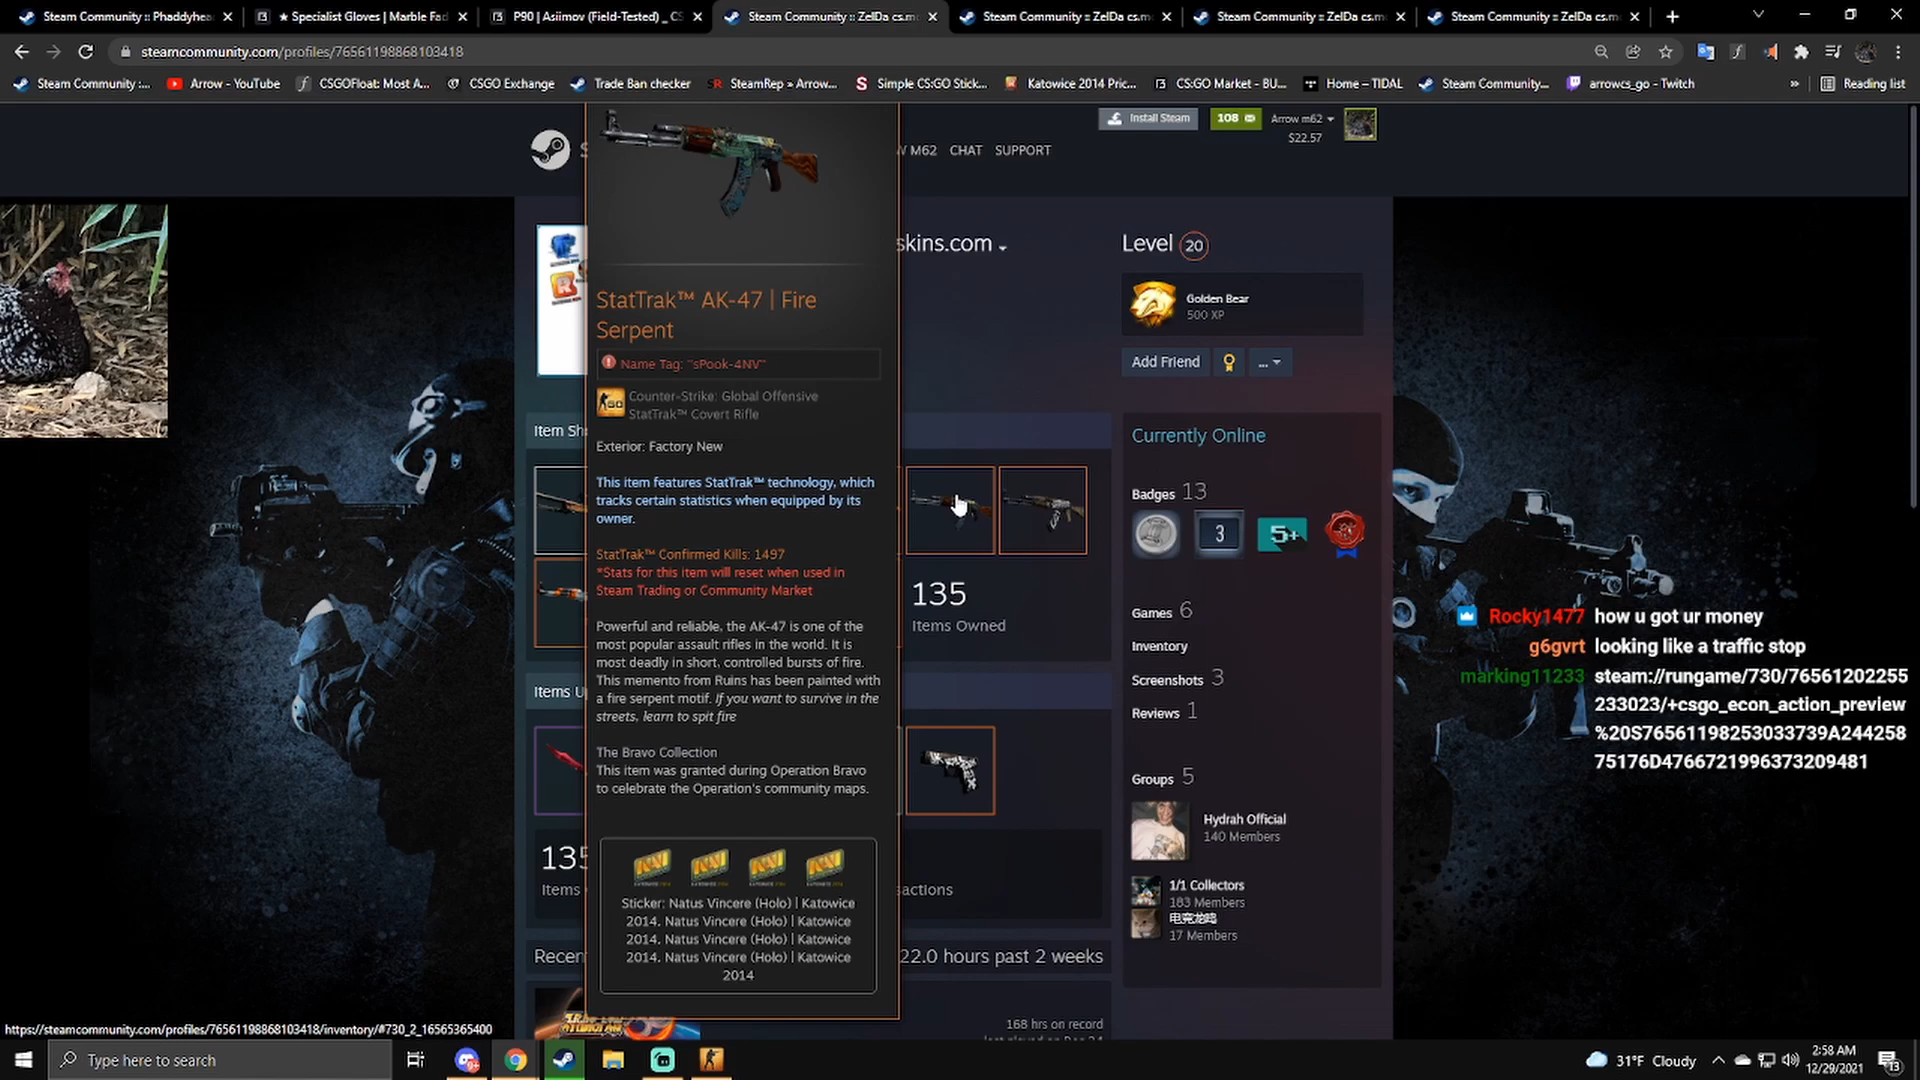 Steam Community :: Phaddyhea
★ Specialist Gloves | Marble Fad
P90 | Asiimov (Field-Tested) _ CS
Steam Community :: ZelDa cs.m
Steam Community :: ZelDa cs.m
Steam Community :: ZelDa cs.m
Steam Community :: ZelDa cs.m
steamcommunity.com/profiles/76561198868103418
Steam Community :...
Arrow - YouTube
CSGOFloat: Most A...
CSGO Exchange
Trade Ban checker
SR SteamRep » Arrow...
Simple CS:GO Stick...
Katowice 2014 Pric...
CS:GO Market - BU...
Home – TIDAL
Steam Community...
arrowcs_go - Twitch
»
Reading list
Install Steam
108
Arrow m62
$22.57
W M62
CHAT
SUPPORT
skins.com
Level 20
Golden Bear
500 XP
Add Friend
...
StatTrak™ AK-47 | Fire
Serpent
Name Tag: ''sPook-4NV''
Counter-Strike: Global Offensive
StatTrak™ Covert Rifle
Exterior: Factory New
This item features StatTrak™ technology, which
tracks certain statistics when equipped by its
owner.
StatTrak™ Confirmed Kills: 1497
*Stats for this item will reset when used in
Steam Trading or Community Market
Powerful and reliable, the AK-47 is one of the
most popular assault rifles in the world. It is
most deadly in short, controlled bursts of fire.
This memento from Ruins has been painted with
a fire serpent motif. If you want to survive in the
streets, learn to spit fire
The Bravo Collection
This item was granted during Operation Bravo
to celebrate the Operation's community maps.
Sticker: Natus Vincere (Holo) | Katowice
2014, Natus Vincere (Holo) | Katowice
2014, Natus Vincere (Holo) | Katowice
2014, Natus Vincere (Holo) | Katowice
2014
Item Sh
135
Items Owned
Items U
135
Items
actions
Recen
22.0 hours past 2 weeks
168 hrs on record
Currently Online
Badges 13
3
5+
Games 6
Inventory
Screenshots 3
Reviews 1
Groups 5
Hydrah Official
140 Members
1/1 Collectors
183 Members
17 Members
Rocky1477 how u got ur money
g6gvrt looking like a traffic stop
marking11233 steam://rungame/730/76561202255
233023/+csgo_econ_action_preview
%20S76561198253033739A244258
75176D4766721996373209481
https://steamcommunity.com/profiles/76561198868103418/inventory/#730_2_16565365400
Type here to search
31°F Cloudy
2:58 AM
12/29/2021
13